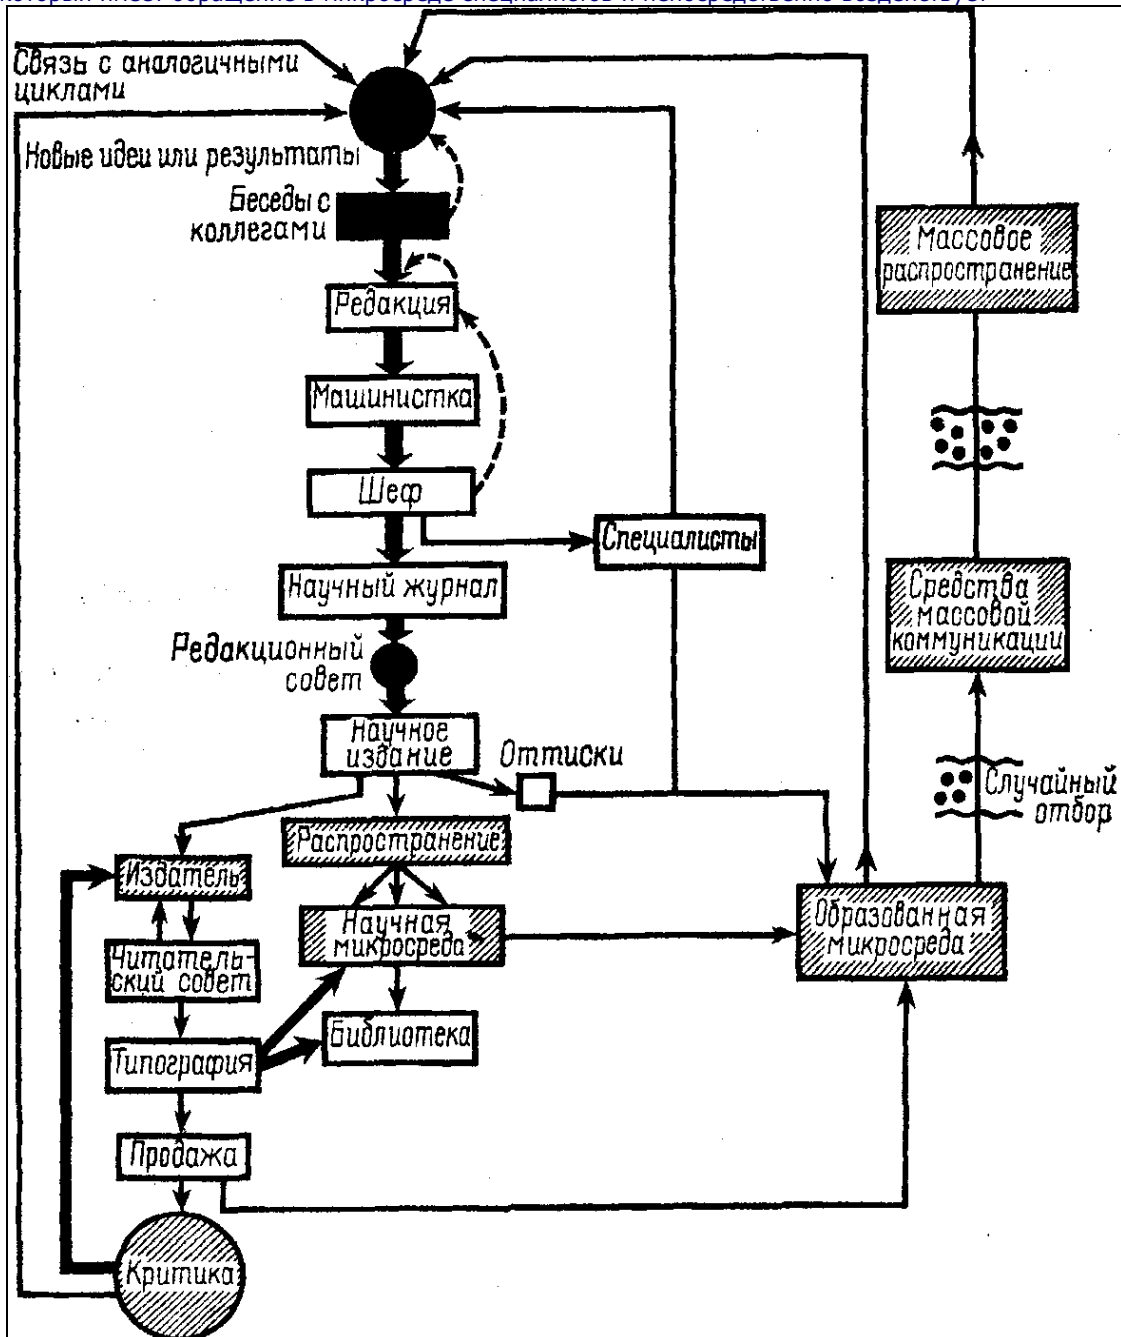 Связь с аналогичными
циклами
Новые идеи или результаты
Беседы с
коллегами
Массовое
распространение
Редакция
Машинистка
Шеф
Специалисты
Научный журнал
Средства
массовой
коммуникации
Редакционный
совет
Научное
издание
Оттиски
Случайный
отбор
Распространение
Издатель
Научная
микросреда
Образованная
микросреда
Читатель-
ский совет
Библиотека
Типография
Продажа
Критика